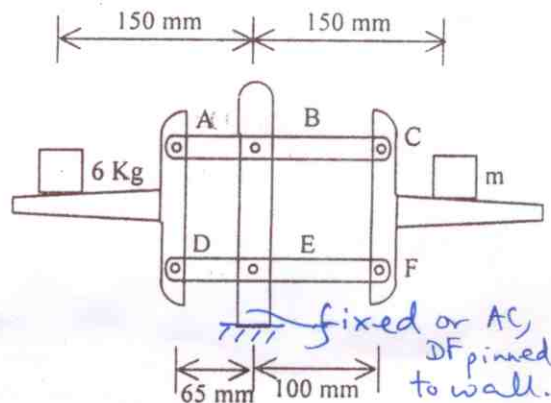 150 mm 150 mm
A B C
6 Kg m
D E F
fixed or AC,
DF pinned
to wall.
65 mm 100 mm